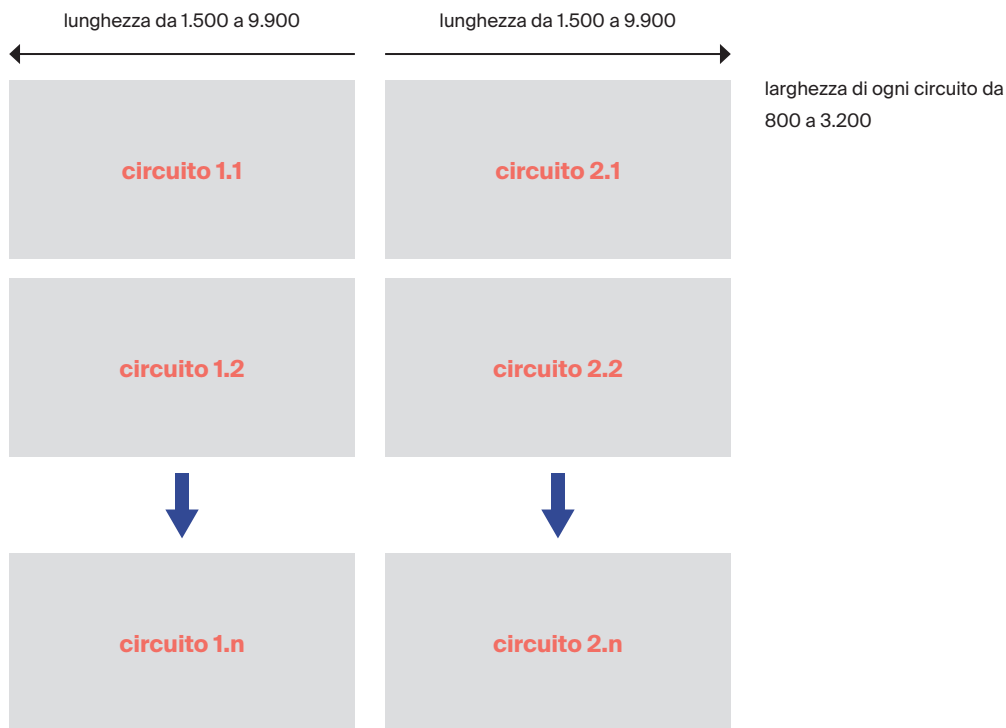 lunghezza da 1.500 a 9.900
lunghezza da 1.500 a 9.900
larghezza di ogni circuito da
800 a 3.200
circuito 1.1
circuito 2.1
circuito 1.2
circuito 2.2
circuito 1.n
circuito 2.n